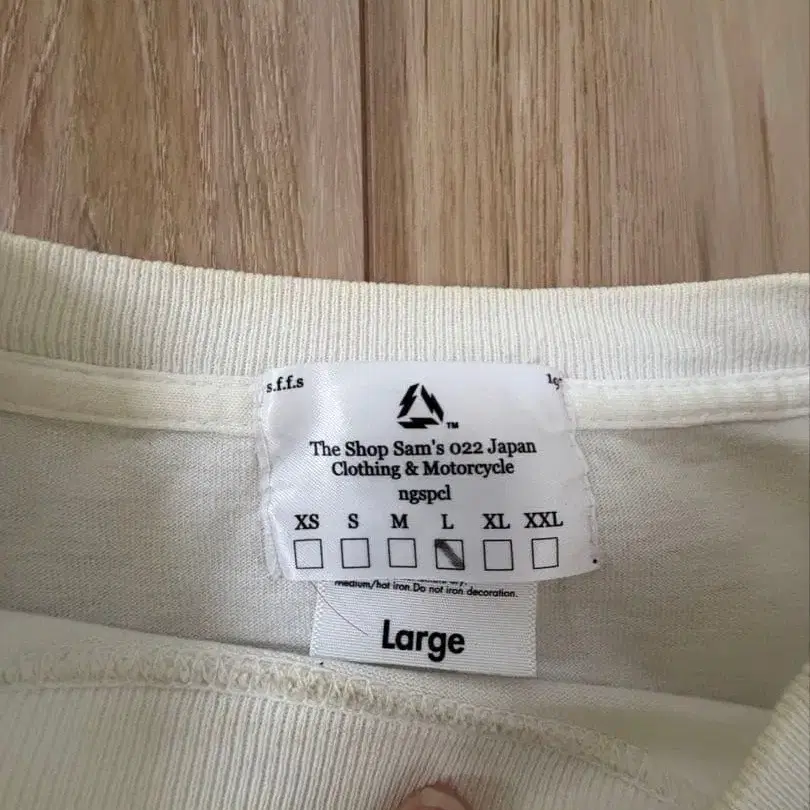 s.f.f.s
TM
The Shop Sam's 022 Japan
Clothing & Motorcycle
ngspcl
XS S M L XL XXL
medium/hot iron.Do not iron decoration.
Large